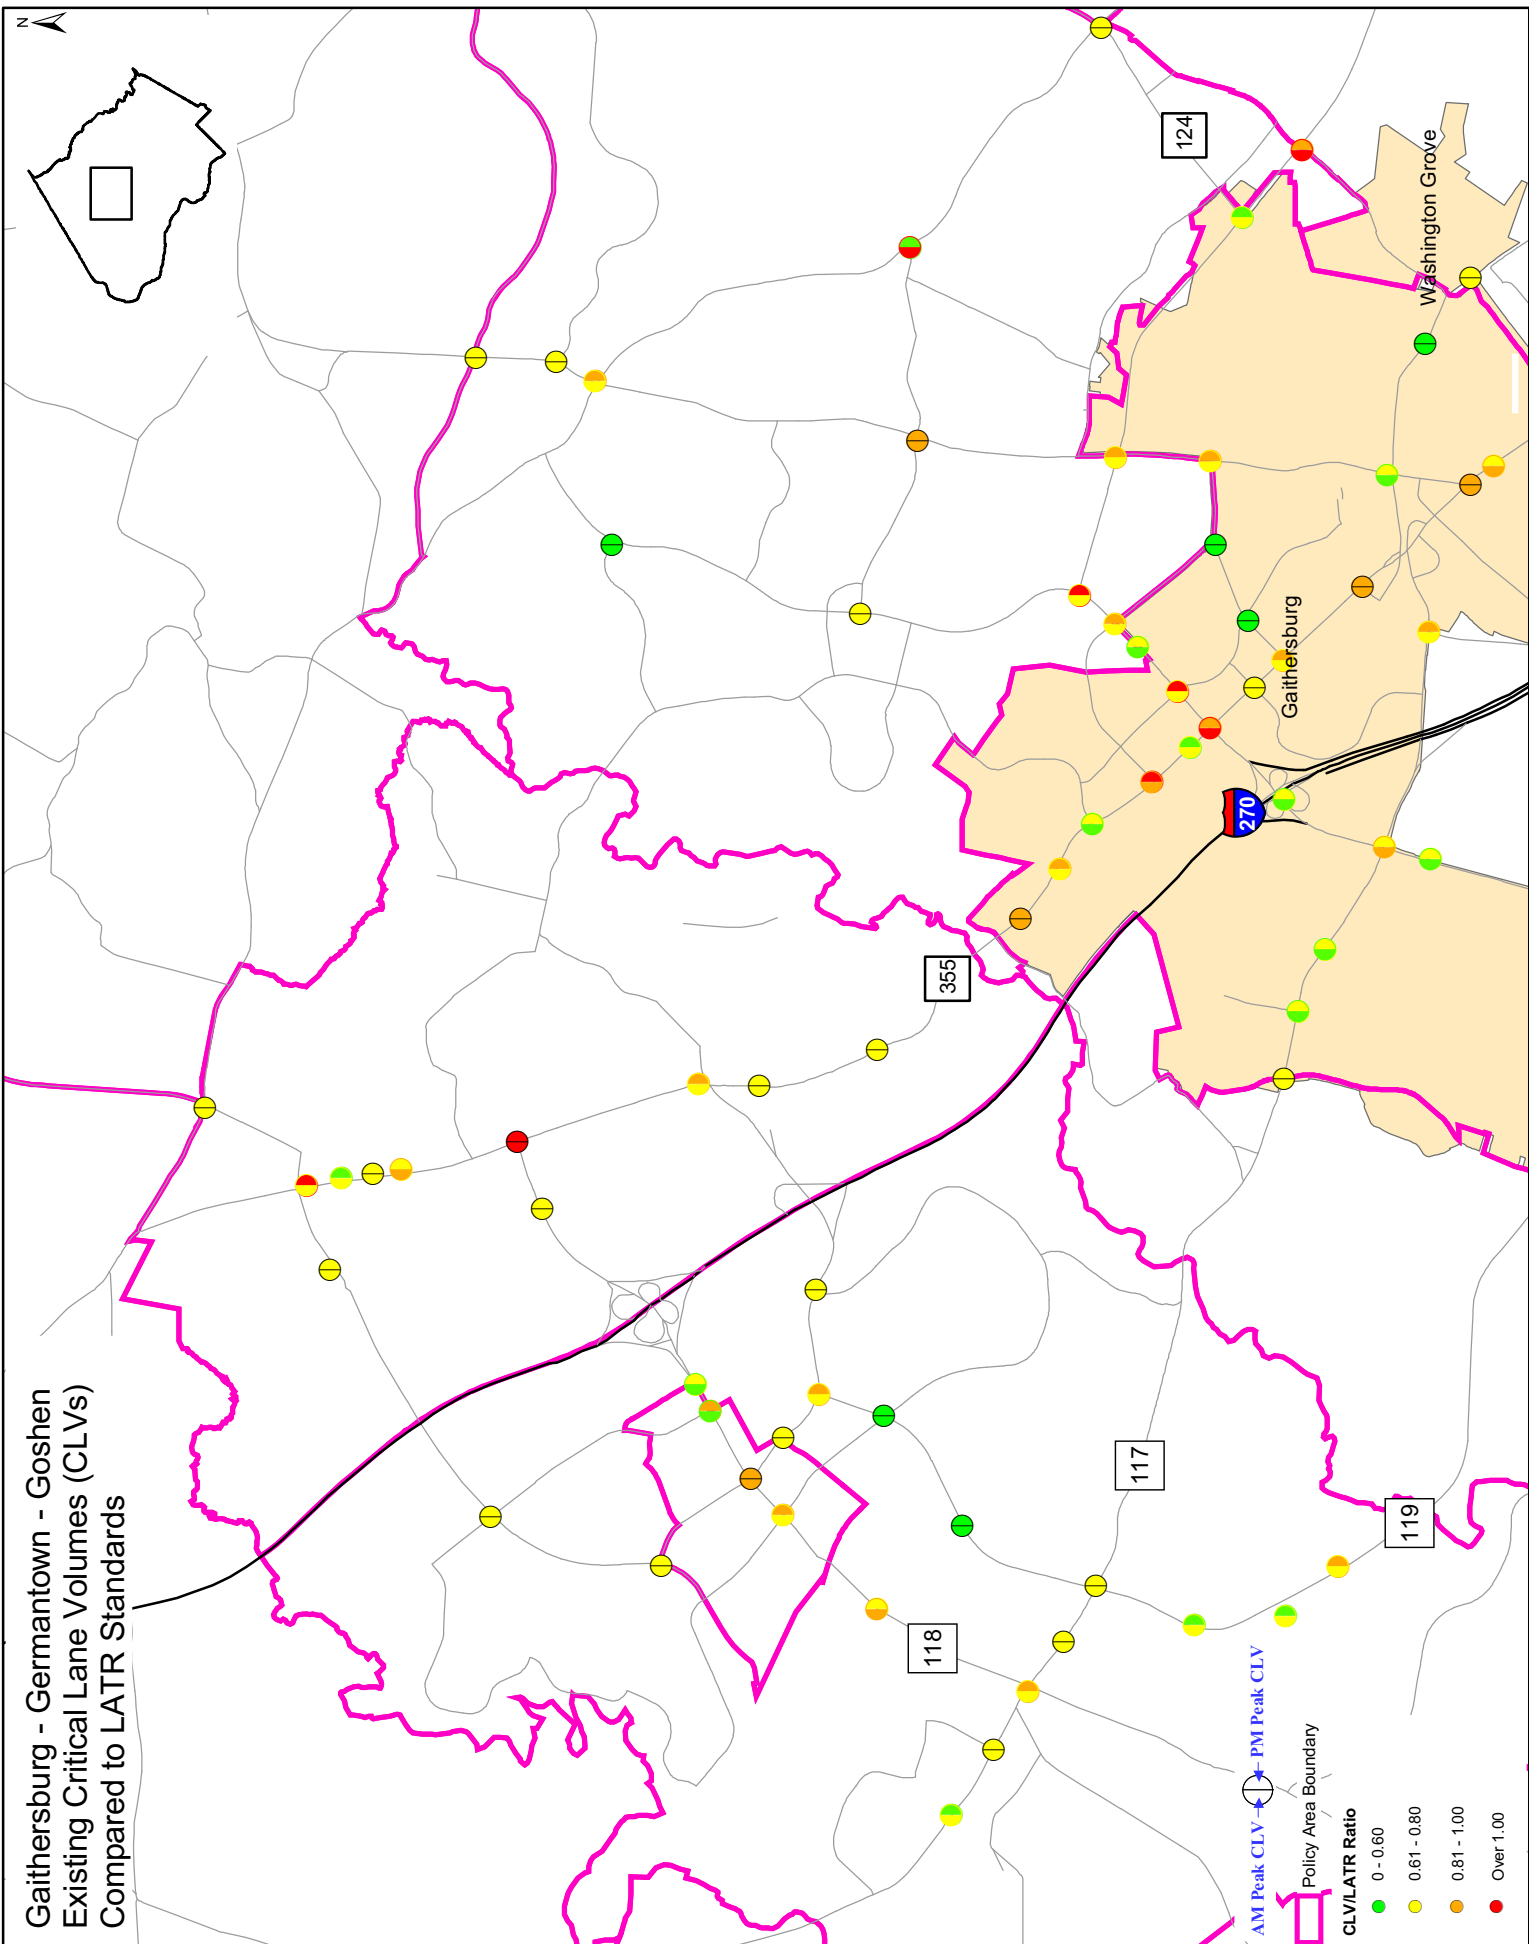 Gaithersburg - Germantown - Goshen
Existing Critical Lane Volumes (CLVs)
Compared to LATR Standards
N
124
Washington Grove
Gaithersburg
270
355
117
119
118
AM Peak CLV
PM Peak CLV
Policy Area Boundary
CLV/LATR Ratio
0 - 0.60
0.61 - 0.80
0.81 - 1.00
Over 1.00